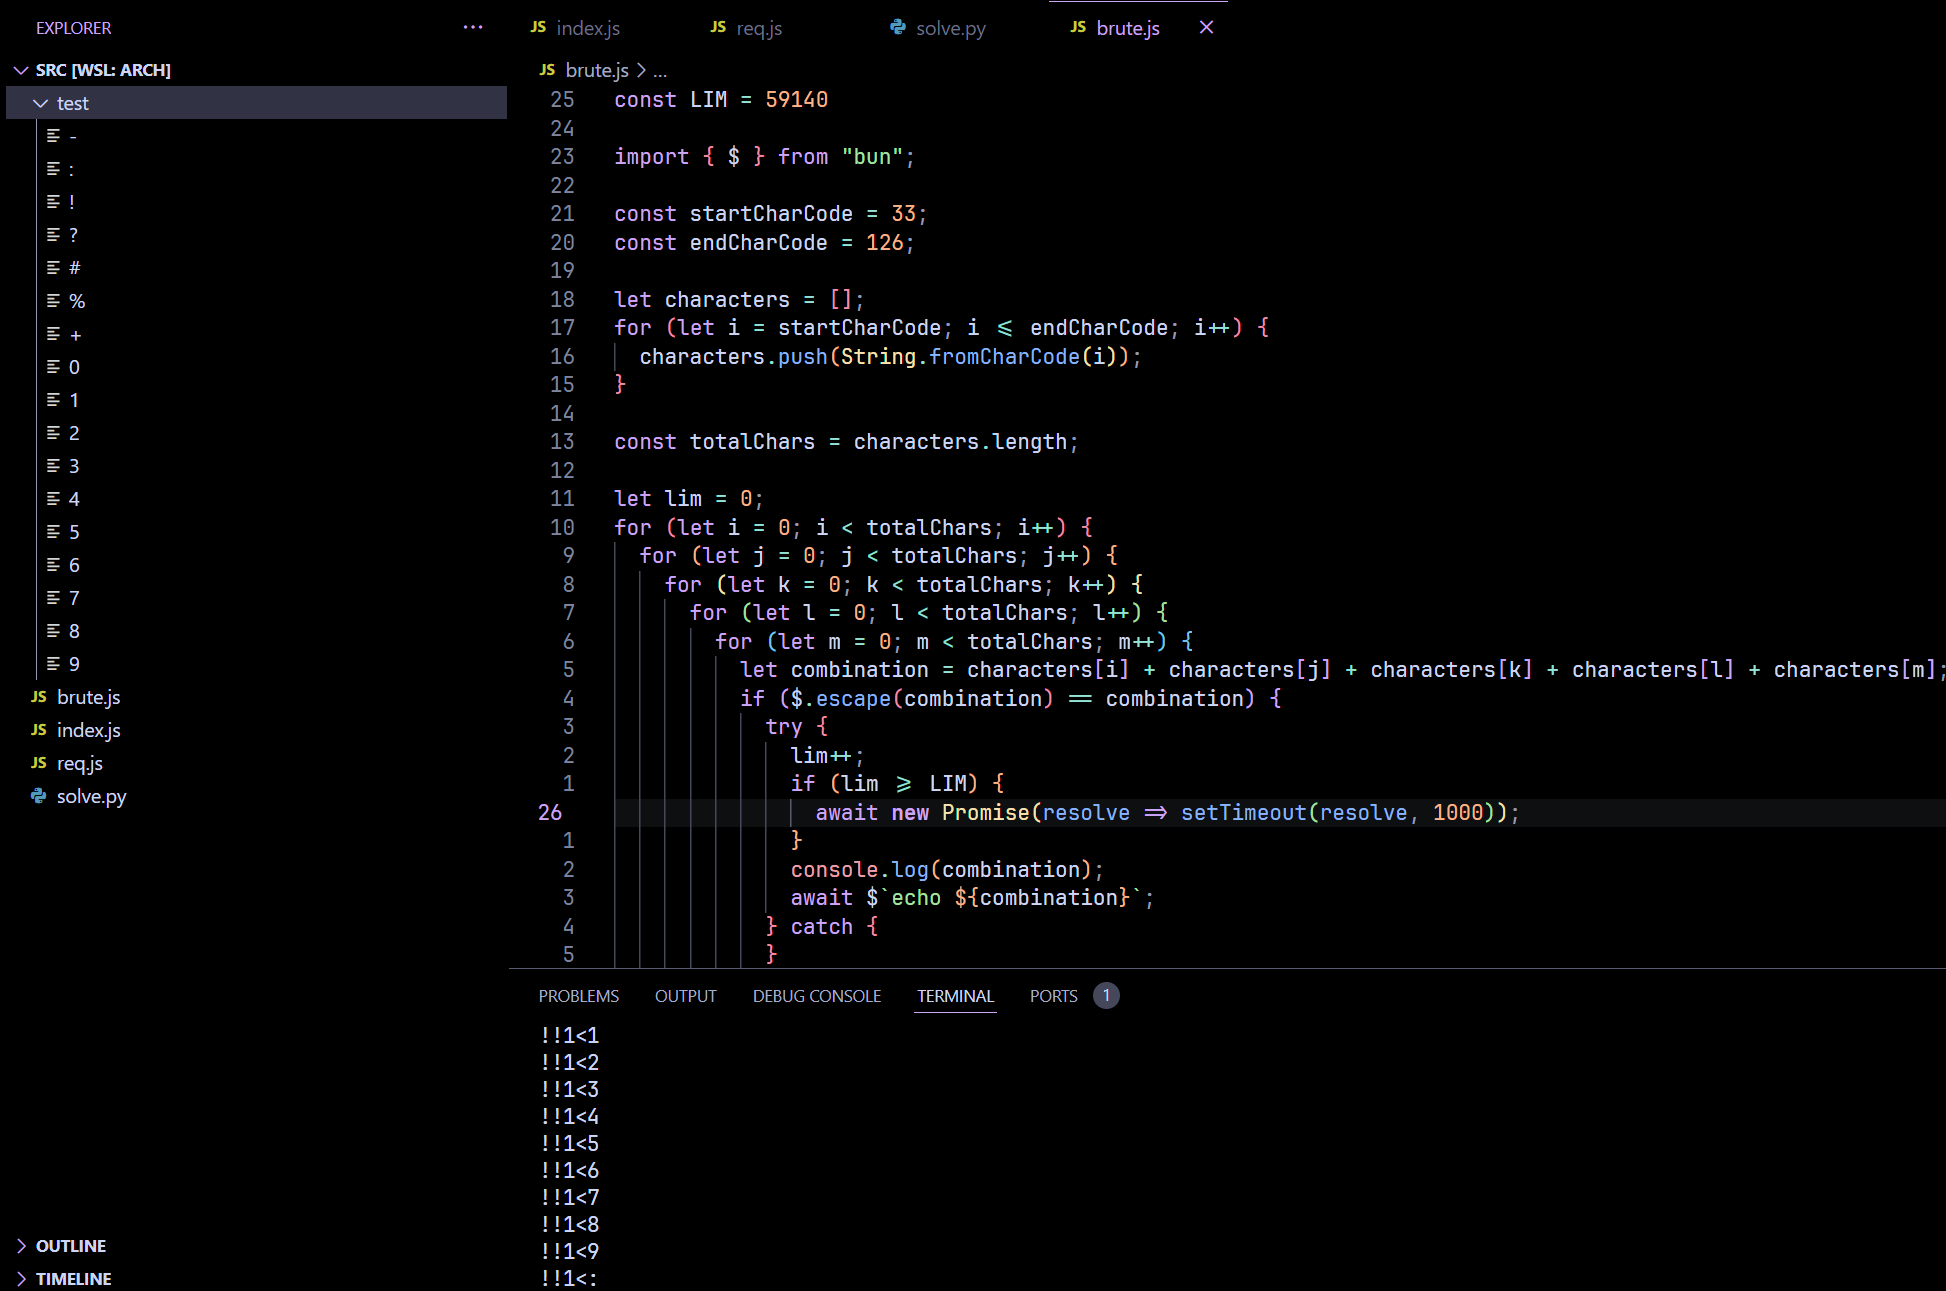 EXPLORER
SRC [WSL: ARCH]
test
-
:
!
?
#
%
+
0
1
2
3
4
5
6
7
8
9
JS brute.js
JS index.js
JS req.js
solve.py
OUTLINE
TIMELINE
JS index.js
JS req.js
solve.py
JS brute.js
JS brute.js > ...
25 const LIM = 59140
24
23 import { $ } from "bun";
22
21 const startCharCode = 33;
20 const endCharCode = 126;
19
18 let characters = [];
17 for (let i = startCharCode; i <= endCharCode; i++) {
16 characters.push(String.fromCharCode(i));
15 }
14
13 const totalChars = characters.length;
12
11 let lim = 0;
10 for (let i = 0; i < totalChars; i++) {
9 for (let j = 0; j < totalChars; j++) {
8 for (let k = 0; k < totalChars; k++) {
7 for (let l = 0; l < totalChars; l++) {
6 for (let m = 0; m < totalChars; m++) {
5 let combination = characters[i] + characters[j] + characters[k] + characters[l] + characters[m];
4 if ($.escape(combination) == combination) {
3 try {
2 lim++;
1 if (lim >= LIM) {
26 await new Promise(resolve => setTimeout(resolve, 1000));
1 }
2 console.log(combination);
3 await $`echo ${combination}`;
4 } catch {
5 }
PROBLEMS OUTPUT DEBUG CONSOLE TERMINAL PORTS 1
!!1<1
!!1<2
!!1<3
!!1<4
!!1<5
!!1<6
!!1<7
!!1<8
!!1<9
!!1<: